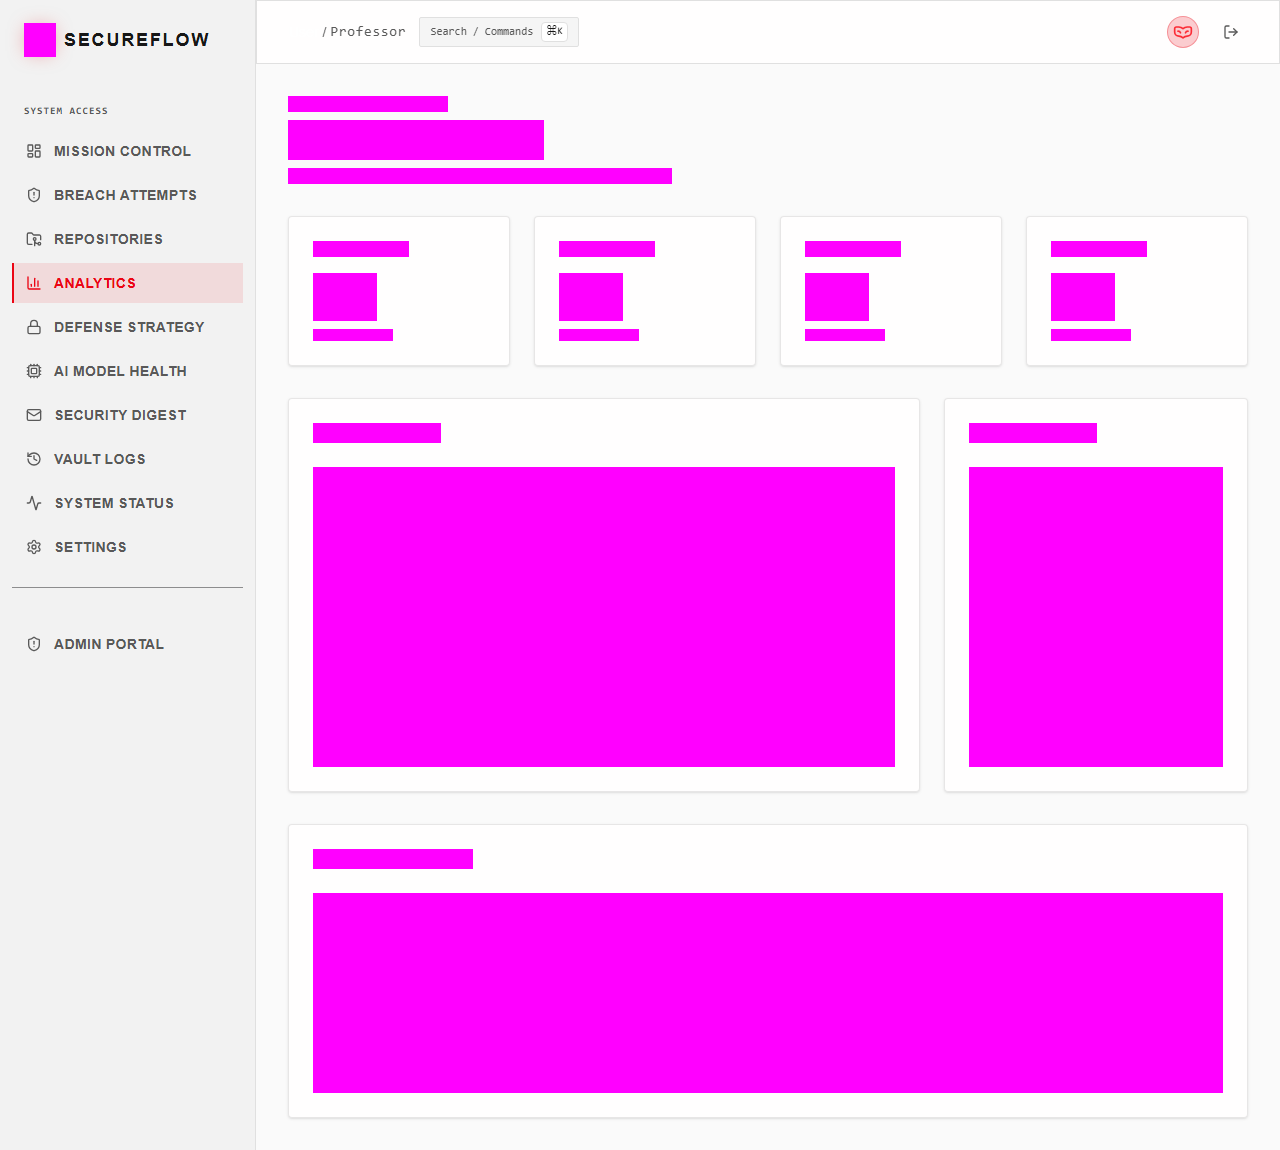 SECUREFLOW
/Professor
Search / Commands ⌘K
SYSTEM ACCESS
MISSION CONTROL
BREACH ATTEMPTS
REPOSITORIES
ANALYTICS
DEFENSE STRATEGY
AI MODEL HEALTH
SECURITY DIGEST
VAULT LOGS
SYSTEM STATUS
SETTINGS
ADMIN PORTAL